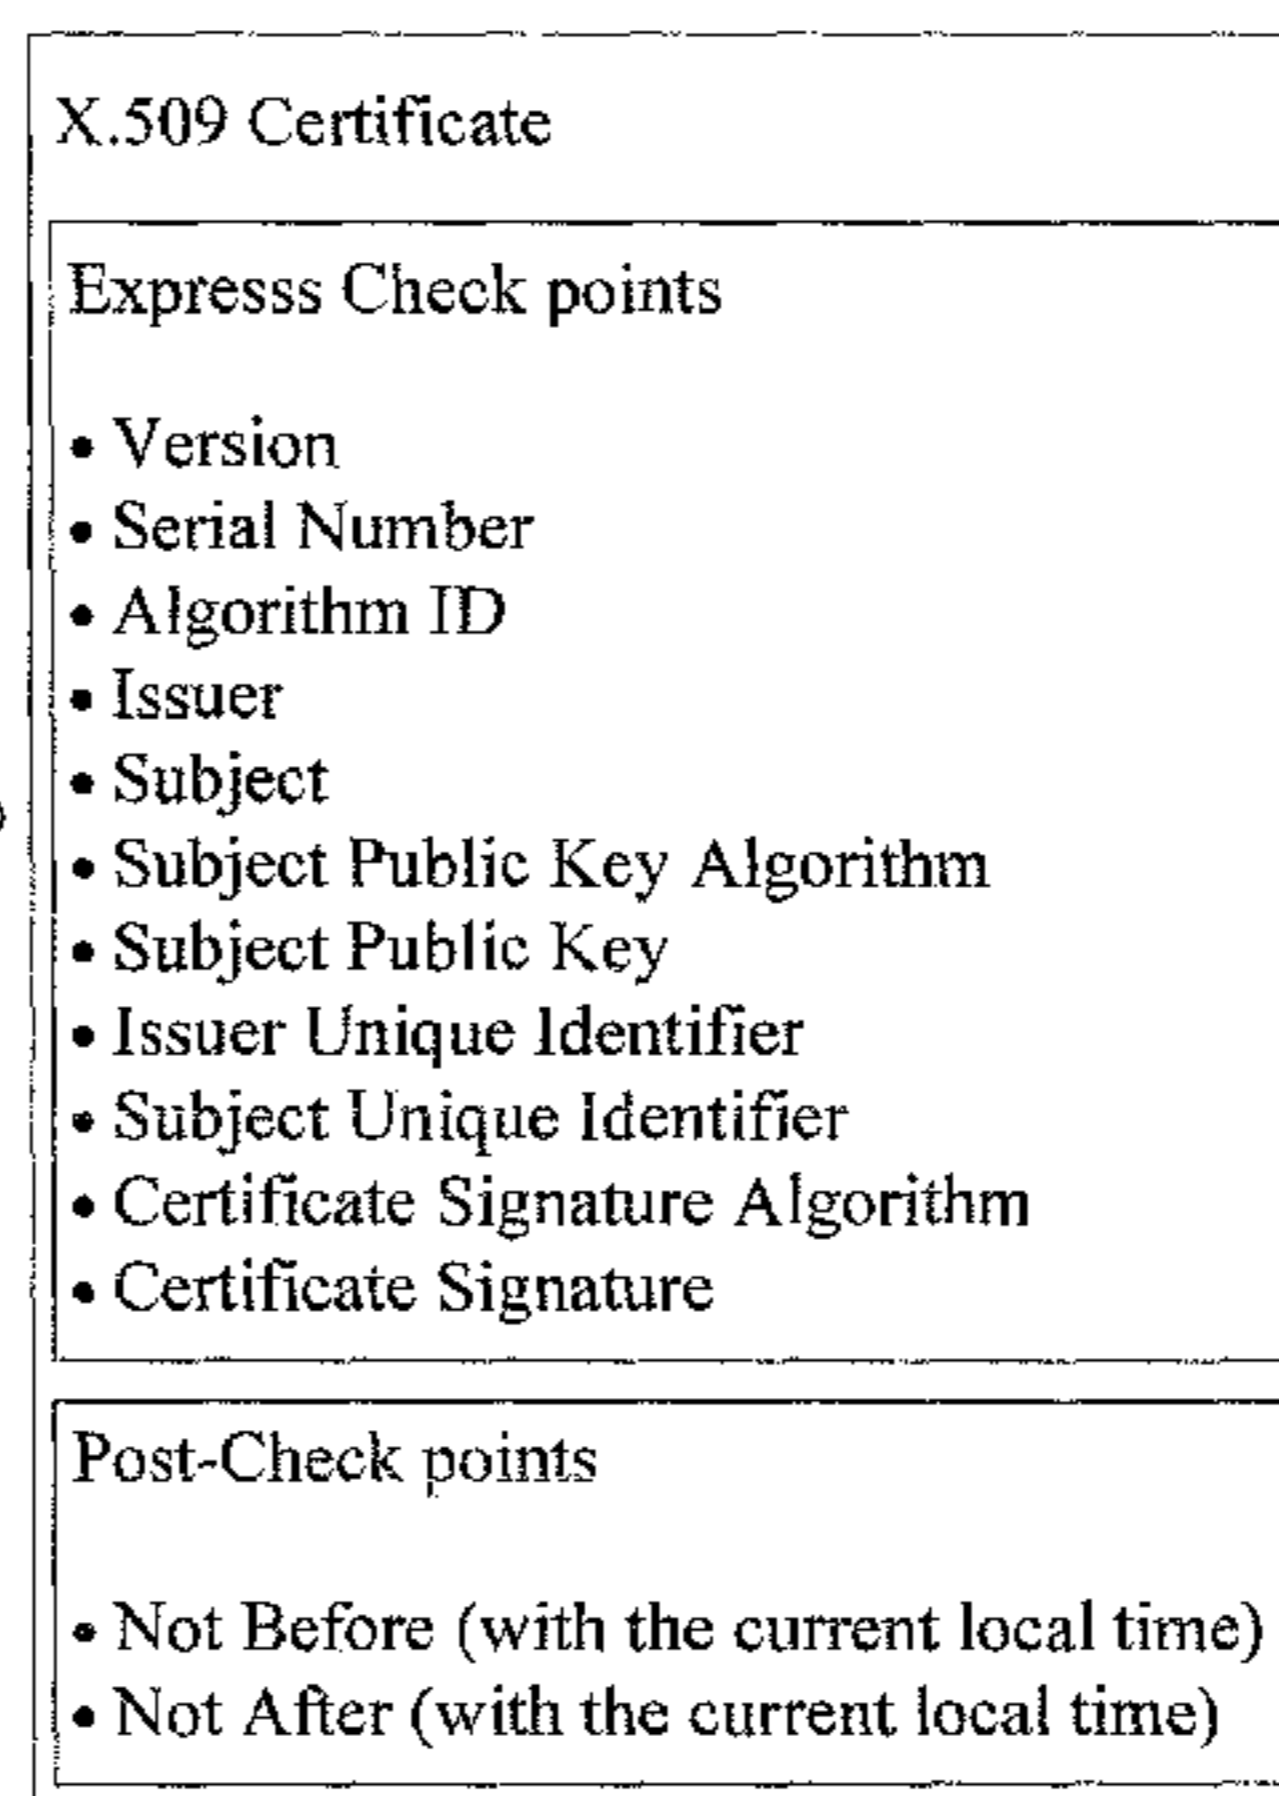 X.509 Certificate
Expresss Check points
• Version
• Serial Number
• Algorithm ID
• Issuer
• Subject
• Subject Public Key Algorithm
• Subject Public Key
• Issuer Unique Identifier
• Subject Unique Identifier
• Certificate Signature Algorithm
• Certificate Signature
Post-Check points
• Not Before (with the current local time)
• Not After (with the current local time)